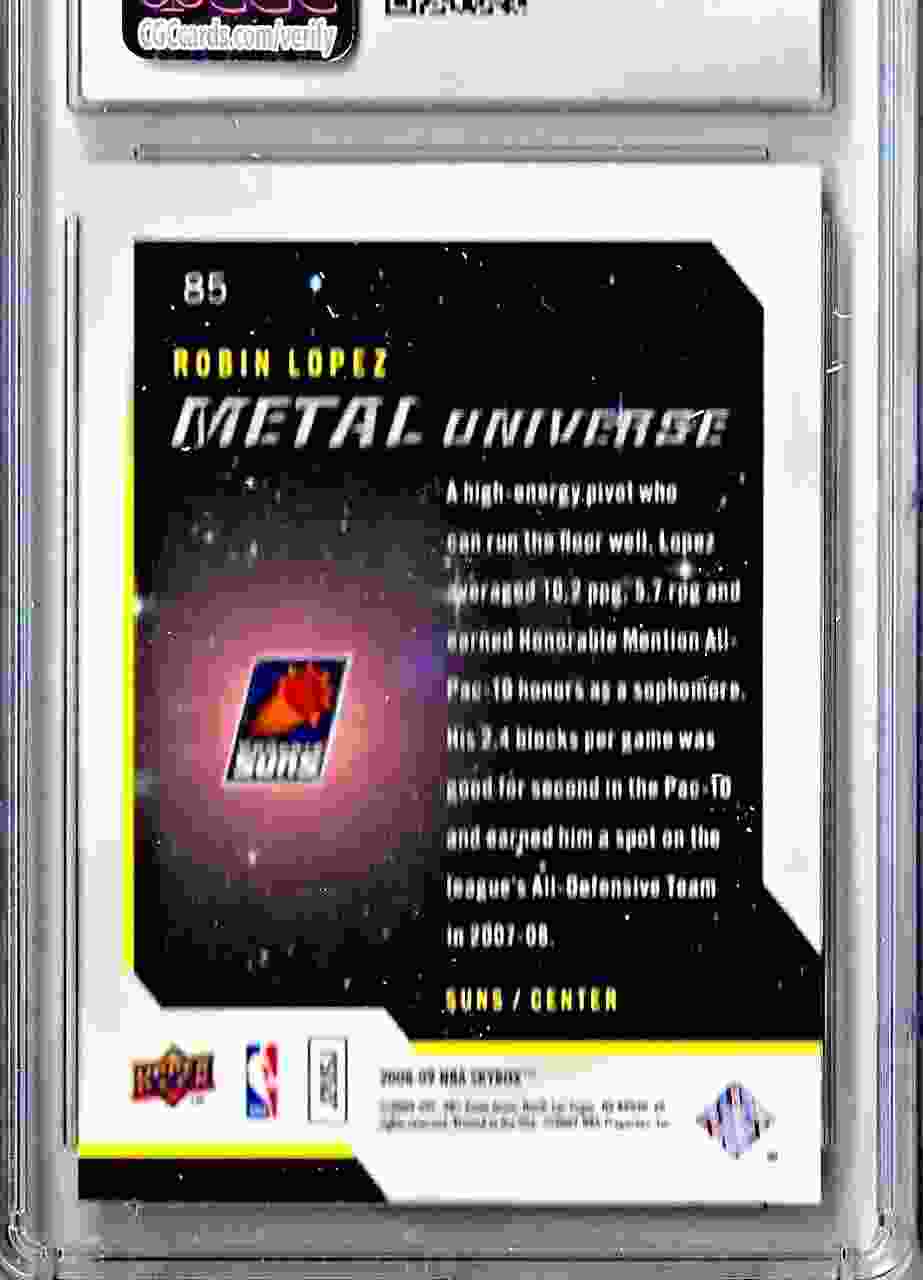 CGCcards.com/verify
85
ROBIN LOPEZ
METAL UNIVERSE
A high-energy pivot who
can run the floor well, Lopez
averaged 10.2 ppg, 5.7 rpg and
earned Honorable Mention All-
Pac-10 honors as a sophomore.
His 2.4 blocks per game was
good for second in the Pac-10
and earned him a spot on the
league's All-Defensive Team
in 2007-08.
SUNS / CENTER
SUNS
2008-09 NBA SKYBOX™